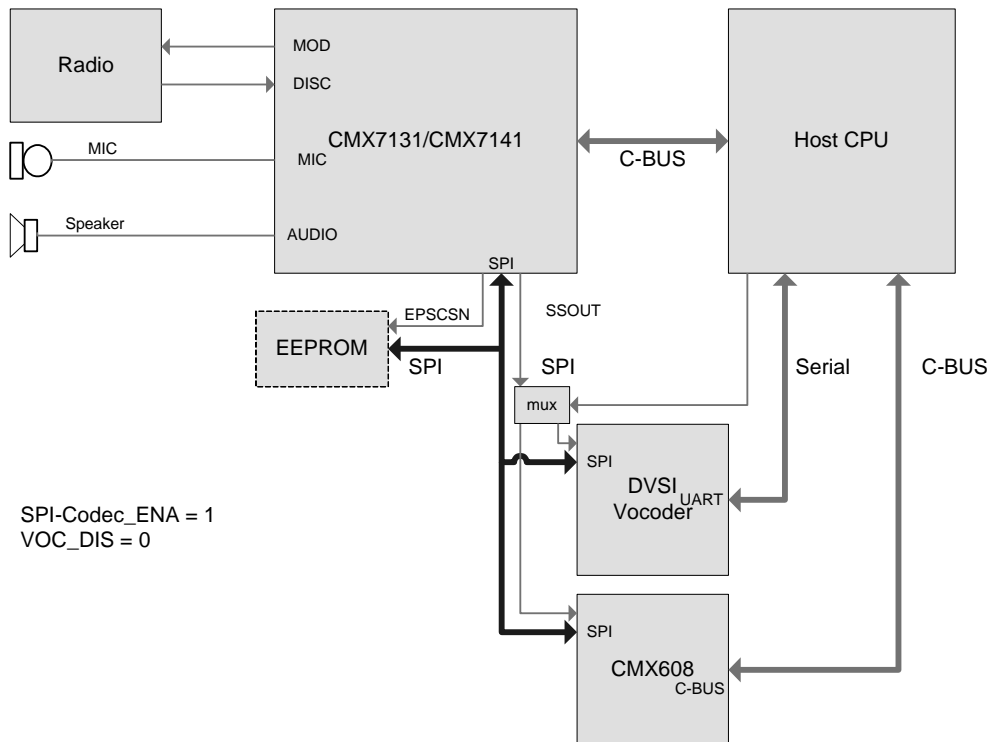 MOD
Radio
DISC
CMX7131/CMX7141
Host CPU
MIC
MIC
C-BUS
Speaker
AUDIO
SPI
EPSCSN
SSOUT
EEPROM
SPI
SPI
Serial
C-BUS
mux
SPI
DVSI
Vocoder
UART
SPI-Codec_ENA = 1
VOC_DIS = 0
SPI
CMX608
C-BUS